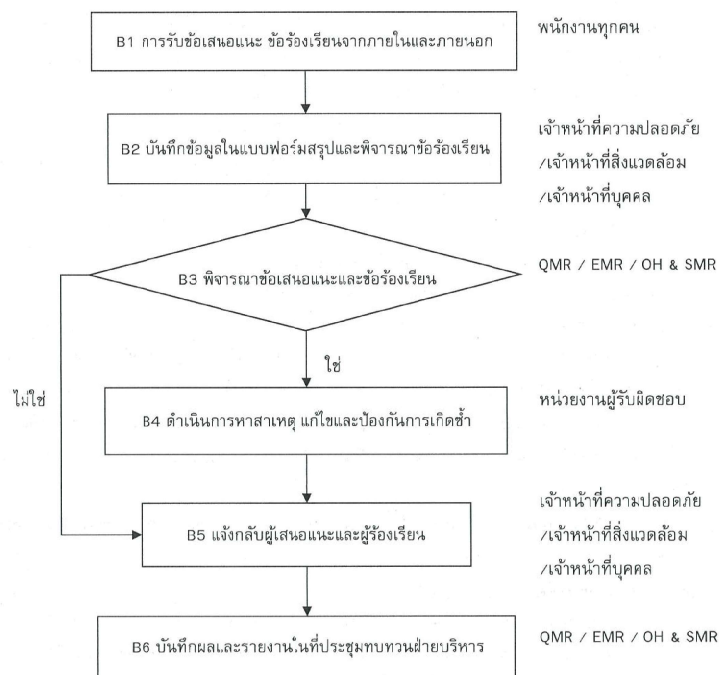 B1 การรับข้อเสนอแนะ ข้อร้องเรียนจากภายในและภายนอก
พนักงานทุกคน
B2 บันทึกข้อมูลในแบบฟอร์มสรุปและพิจารณาข้อร้องเรียน
เจ้าหน้าที่ความปลอดภัย
/เจ้าหน้าที่สิ่งแวดล้อม
/เจ้าหน้าที่บุคคล
B3 พิจารณาข้อเสนอแนะและข้อร้องเรียน
QMR / EMR / OH & SMR
ใช่
ไม่ใช่
B4 ดำเนินการหาสาเหตุ แก้ไขและป้องกันการเกิดซ้ำ
หน่วยงานผู้รับผิดชอบ
B5 แจ้งกลับผู้เสนอแนะและผู้ร้องเรียน
เจ้าหน้าที่ความปลอดภัย
/เจ้าหน้าที่สิ่งแวดล้อม
/เจ้าหน้าที่บุคคล
B6 บันทึกผลและรายงานในที่ประชุมทบทวนฝ่ายบริหาร
QMR / EMR / OH & SMR